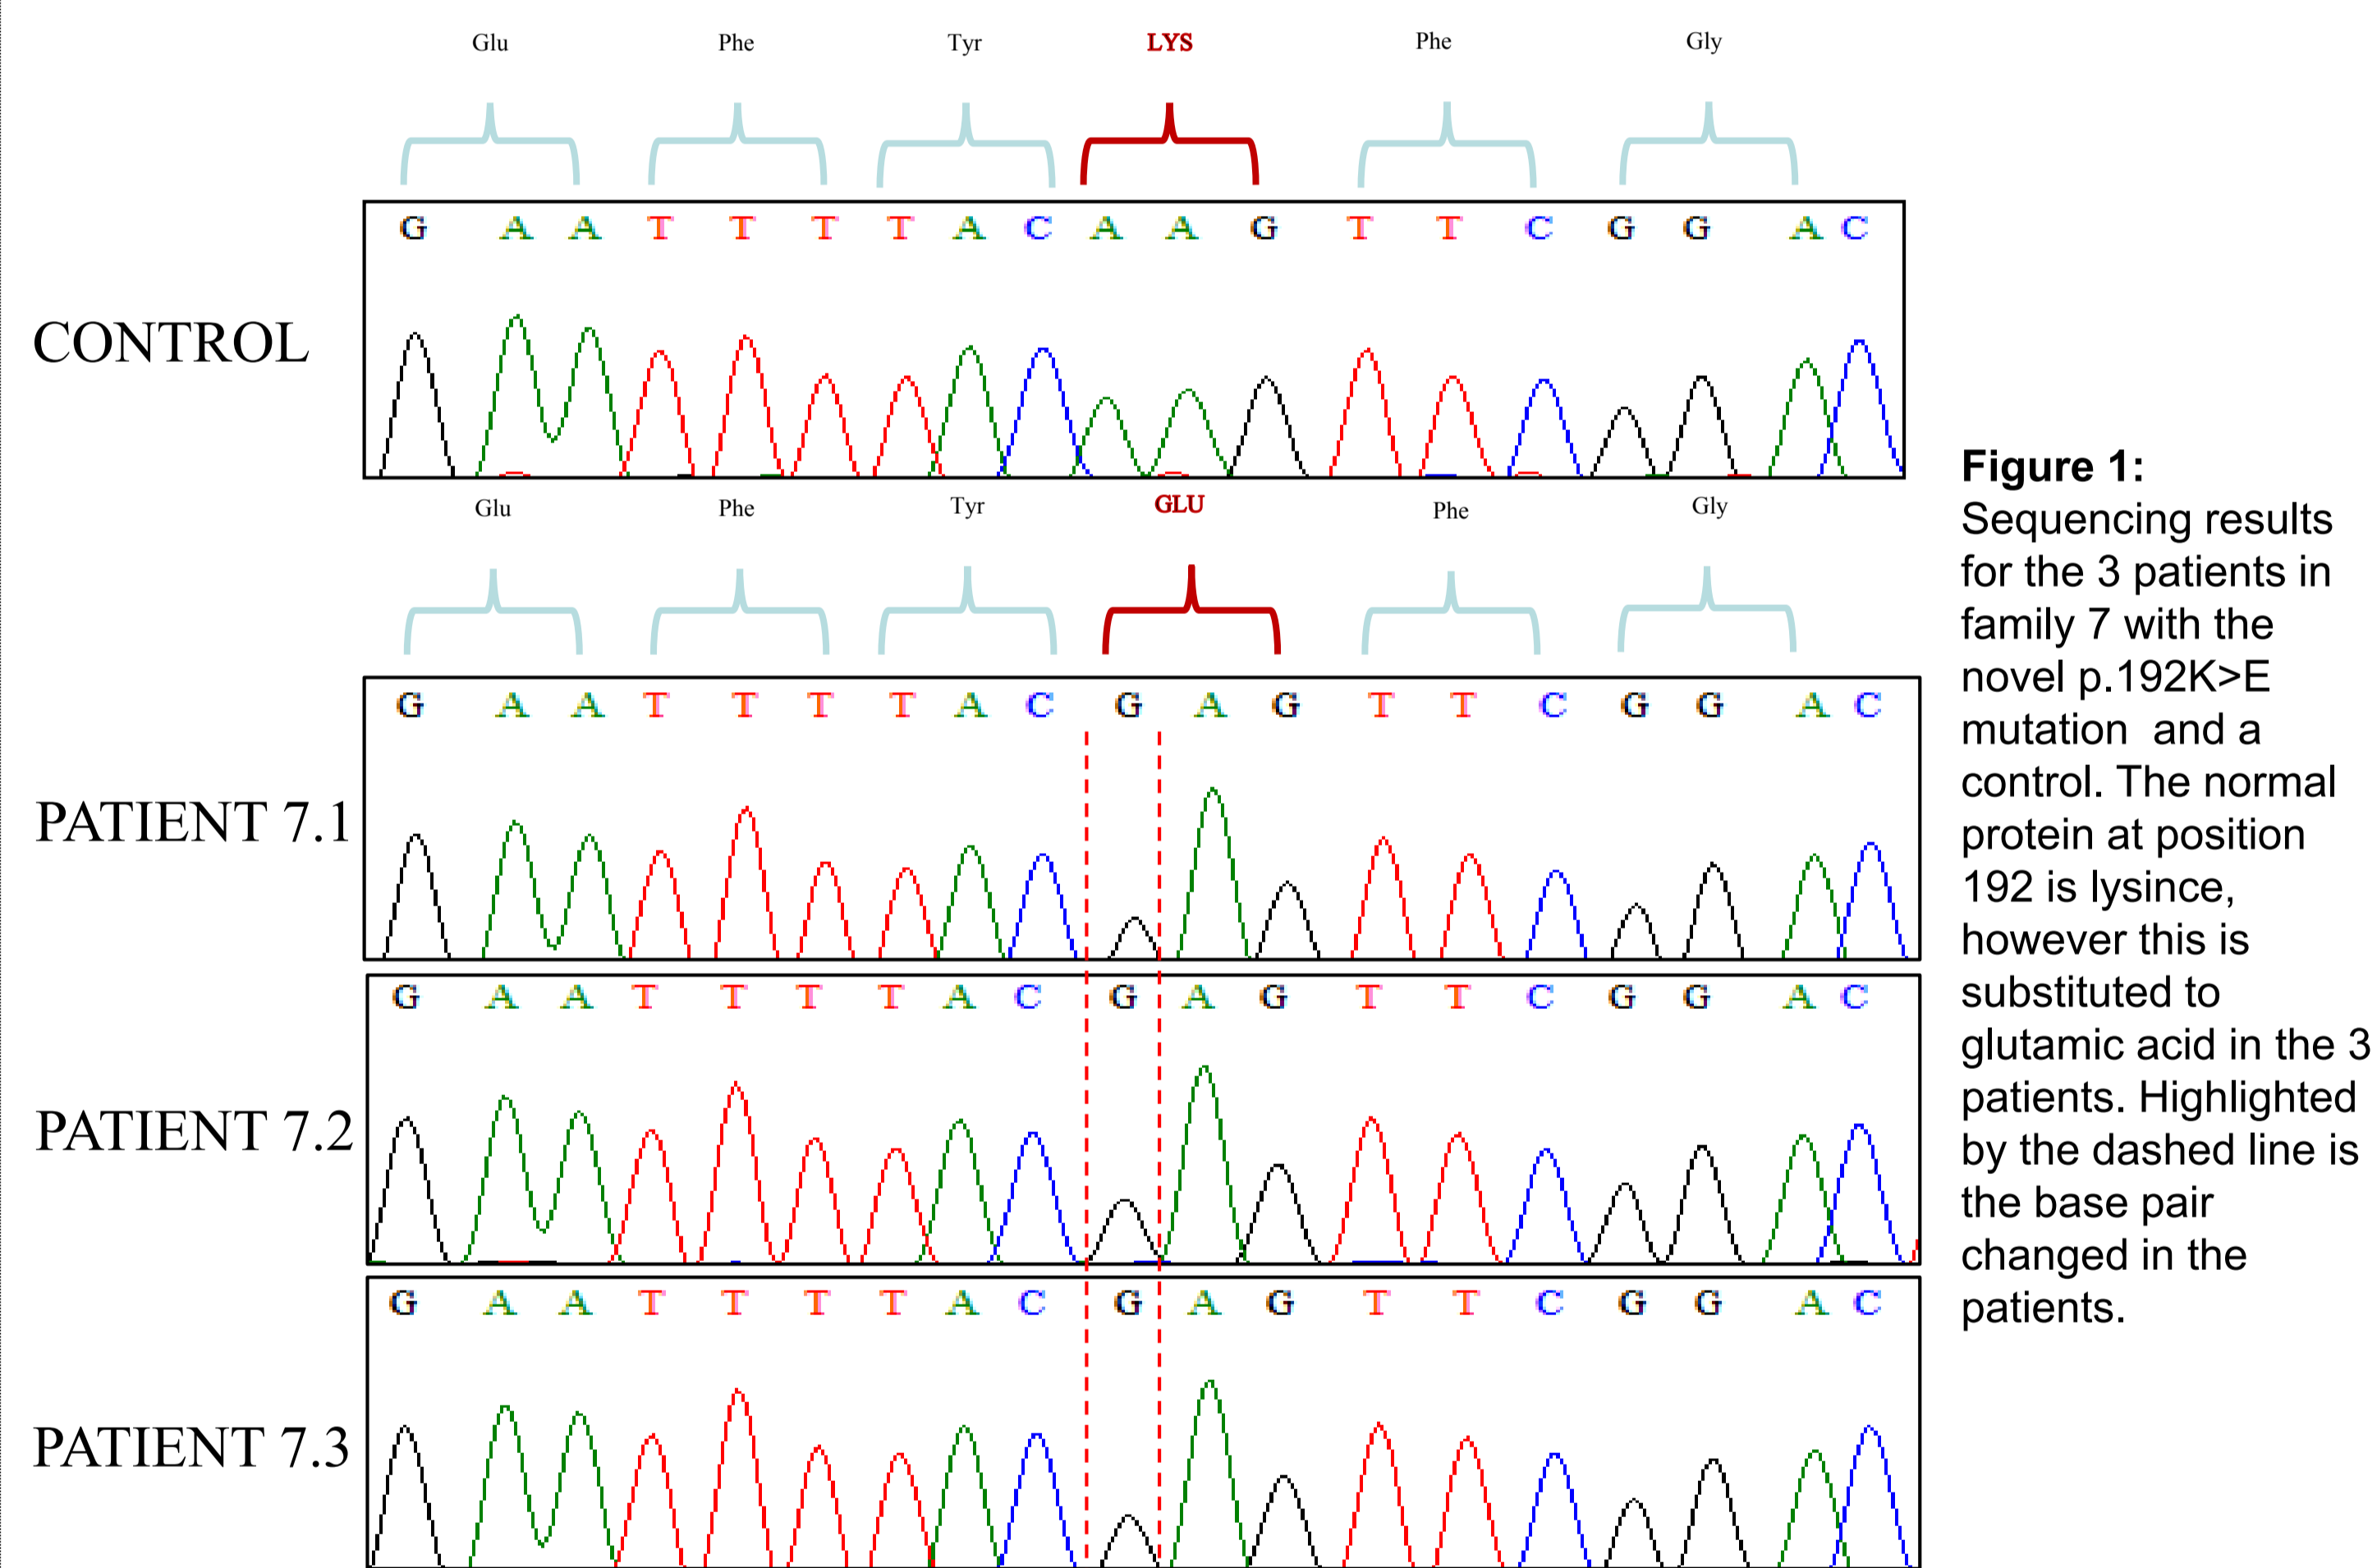 Glu Phe Tyr LYS Phe Gly
G A A T T T T A C A A G T T C G G A C
CONTROL
Glu Phe Tyr GLU Phe Gly
G A A T T T T A C G A G T T C G G A C
PATIENT 7.1
G A A T T T T A C G A G T T C G G A C
PATIENT 7.2
G A A T T T T A C G A G T T C G G A C
PATIENT 7.3
Figure 1:
Sequencing results
for the 3 patients in
family 7 with the
novel p.192K>E
mutation and a
control. The normal
protein at position
192 is lysince,
however this is
substituted to
glutamic acid in the 3
patients. Highlighted
by the dashed line is
the base pair
changed in the
patients.